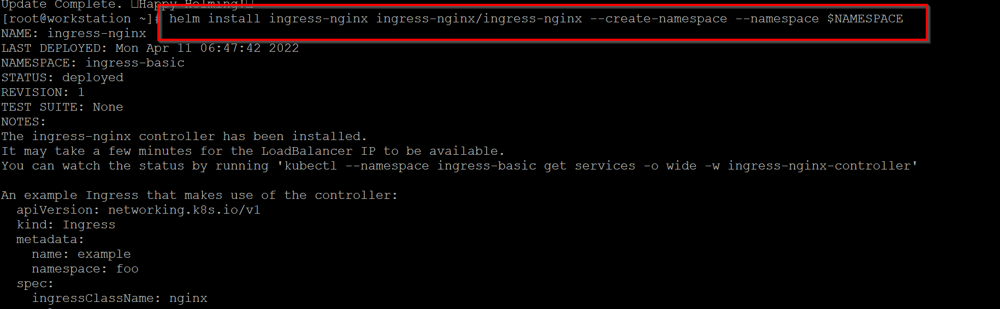 Update Complete. ⎈Happy Helming!⎈
[root@workstation ~]# helm install ingress-nginx ingress-nginx/ingress-nginx --create-namespace --namespace $NAMESPACE
NAME: ingress-nginx
LAST DEPLOYED: Mon Apr 11 06:47:42 2022
NAMESPACE: ingress-basic
STATUS: deployed
REVISION: 1
TEST SUITE: None
NOTES:
The ingress-nginx controller has been installed.
It may take a few minutes for the LoadBalancer IP to be available.
You can watch the status by running 'kubectl --namespace ingress-basic get services -o wide -w ingress-nginx-controller'
An example Ingress that makes use of the controller:
  apiVersion: networking.k8s.io/v1
  kind: Ingress
  metadata:
    name: example
    namespace: foo
  spec:
    ingressClassName: nginx